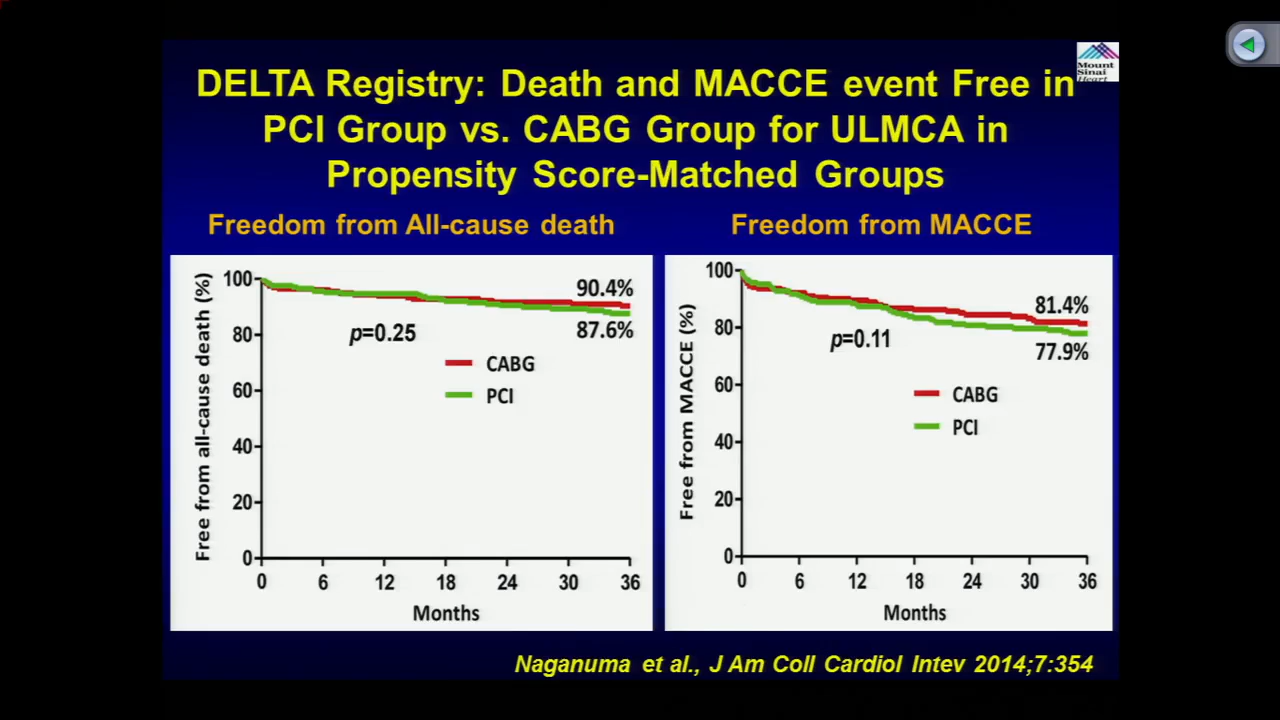 DELTA Registry: Death and MACCE event Free in
PCI Group vs. CABG Group for ULMCA in
Propensity Score-Matched Groups
Mount
Sinai
Heart
Freedom from All-cause death
Free from all-cause death (%)
100
80
60
40
20
0
90.4%
87.6%
p=0.25
CABG
PCI
0 6 12 18 24 30 36
Months
Freedom from MACCE
Free from MACCE (%)
100
80
60
40
20
0
81.4%
77.9%
p=0.11
CABG
PCI
0 6 12 18 24 30 36
Months
Naganuma et al., J Am Coll Cardiol Intev 2014;7:354